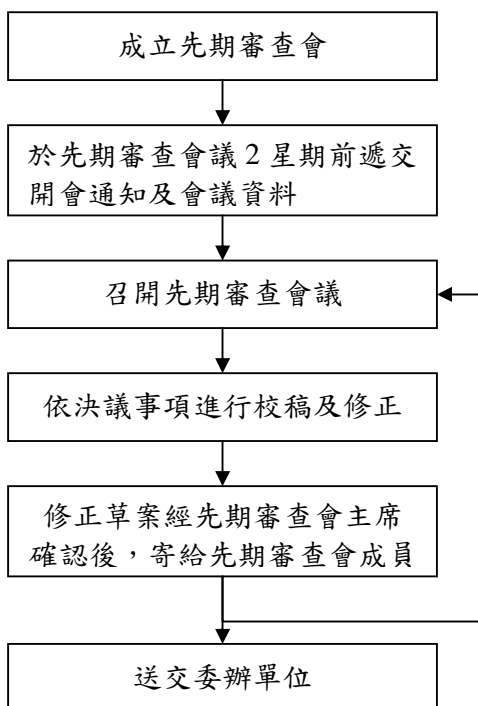 成立先期審查會
於先期審查會議 2 星期前遞交
開會通知及會議資料
召開先期審查會議
依決議事項進行校稿及修正
修正草案經先期審查會主席
確認後，寄給先期審查會成員
送交委辦單位